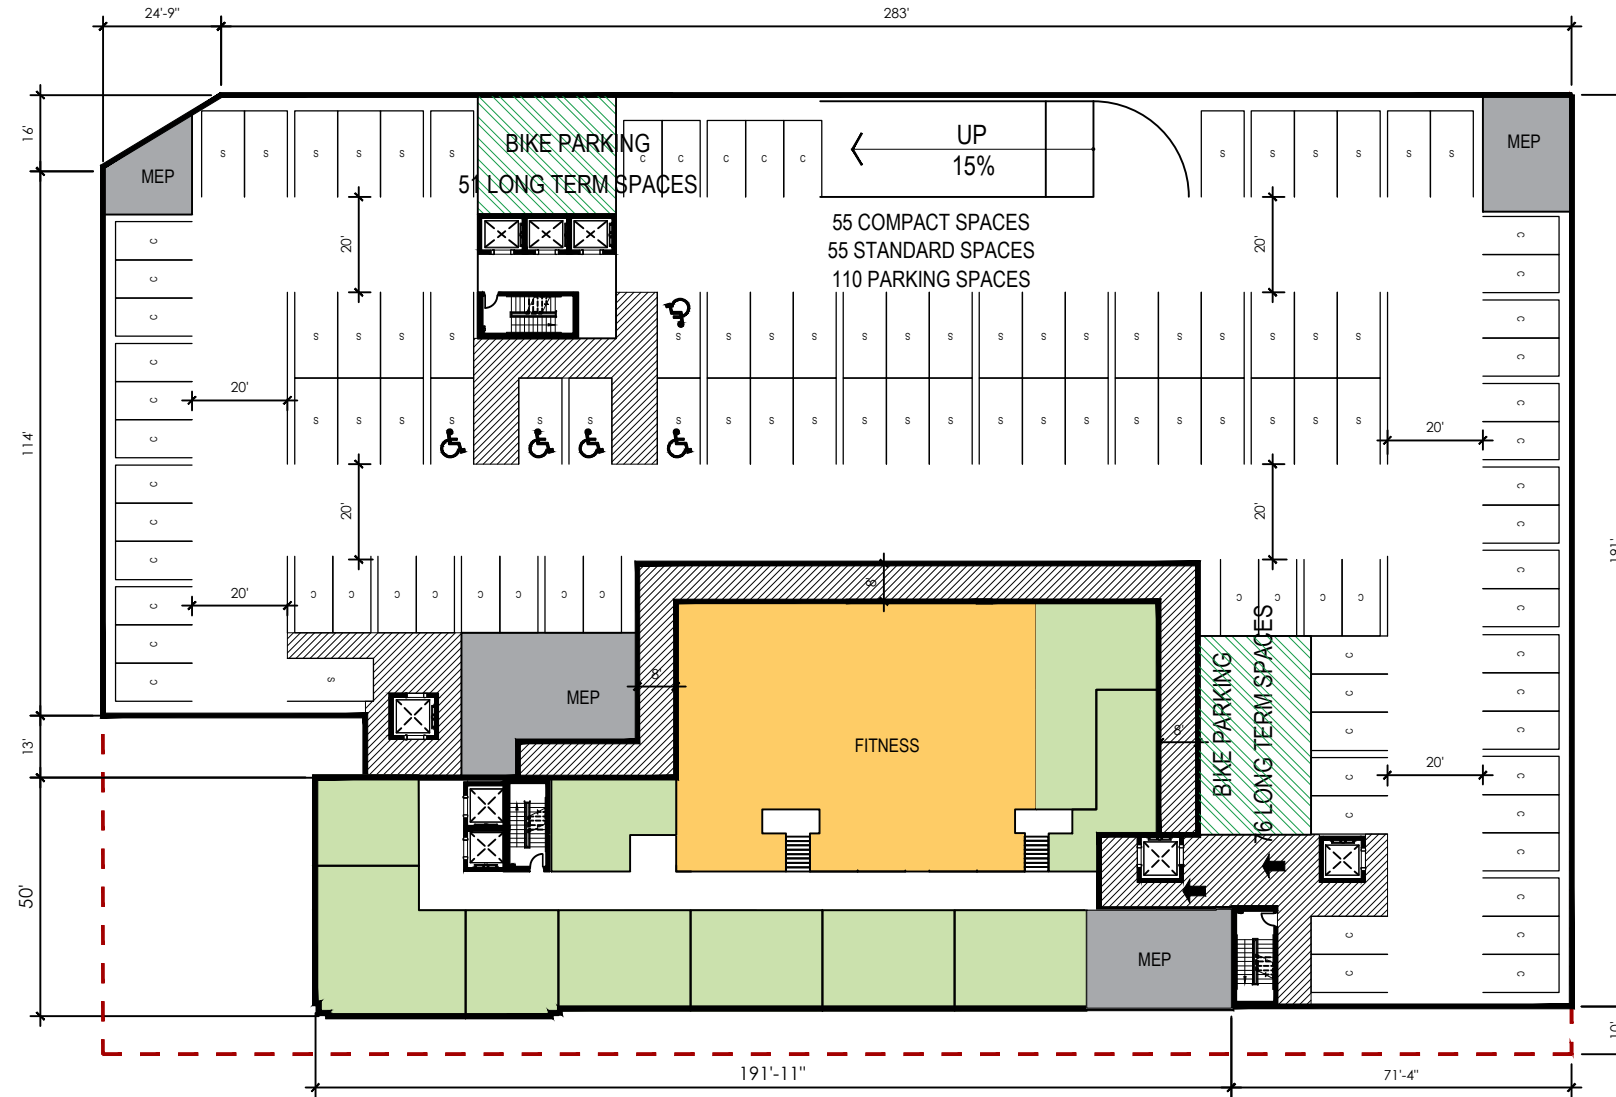 24'-9"
283'
16'
114'
13'
50'
MEP
BIKE PARKING
51 LONG TERM SPACES
UP
15%
MEP
55 COMPACT SPACES
55 STANDARD SPACES
110 PARKING SPACES
20'
20'
20'
20'
20'
20'
20'
20'
8'
8'
8'
MEP
FITNESS
BIKE PARKING
76 LONG TERM SPACES
MEP
181'
10'
191'-11"
71'-4"